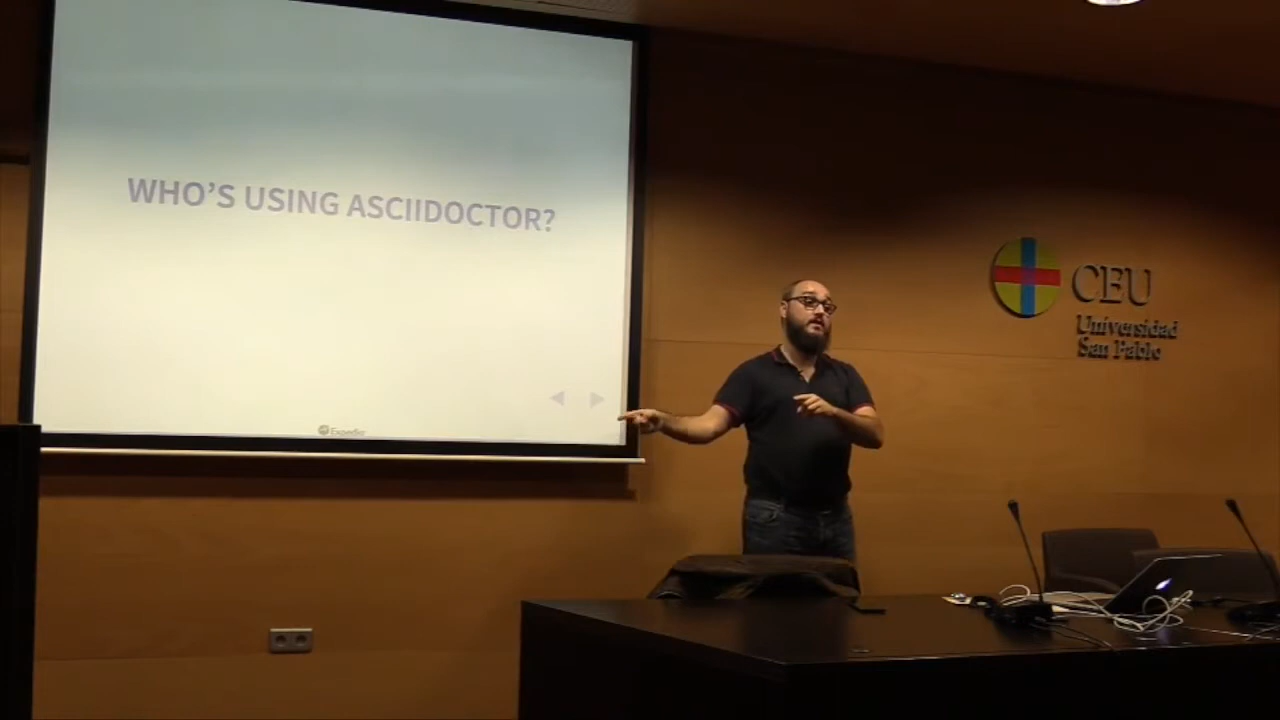 WHO'S USING ASCIIDOCTOR?
Expedia
CEU
Universidad
San Pablo